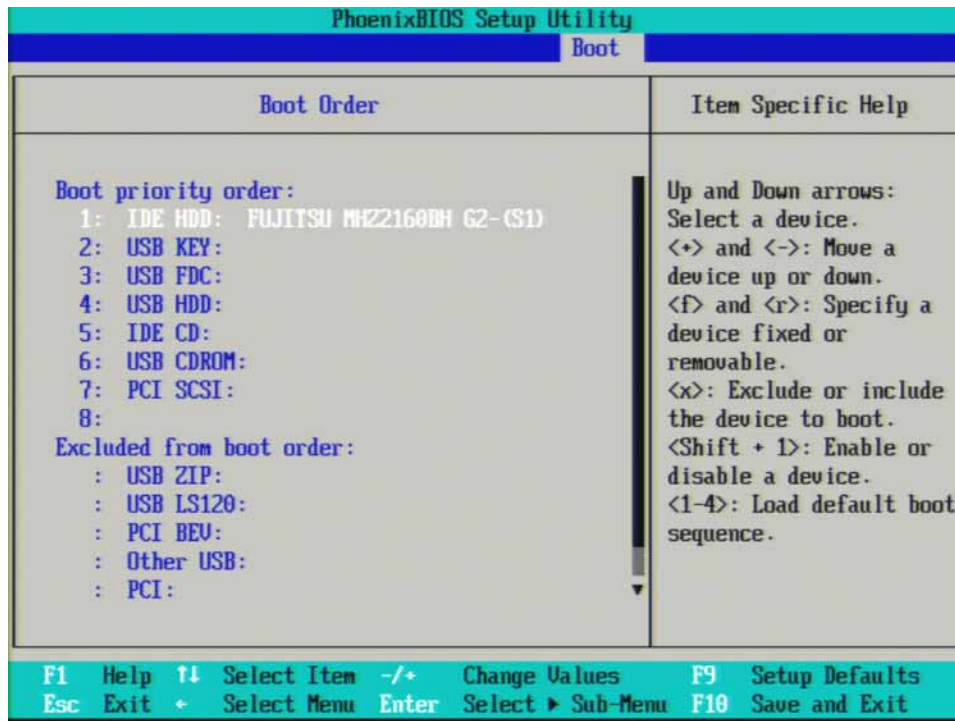 PhoenixBIOS Setup Utility
Boot
Boot Order
Item Specific Help
Boot priority order:
1: IDE HDD: FUJITSU MHZ2160BH G2-(S1)
2: USB KEY:
3: USB FDC:
4: USB HDD:
5: IDE CD:
6: USB CDROM:
7: PCI SCSI:
8:
Excluded from boot order:
: USB ZIP:
: USB LS120:
: PCI BEV:
: Other USB:
: PCI:
Up and Down arrows:
Select a device.
<+> and <->: Move a
device up or down.
<f> and <r>: Specify a
device fixed or
removable.
<x>: Exclude or include
the device to boot.
<Shift + 1>: Enable or
disable a device.
<1-4>: Load default boot
sequence.
F1 Help ↑↓ Select Item -/+ Change Values F9 Setup Defaults
Esc Exit ← Select Menu Enter Select ▶ Sub-Menu F10 Save and Exit